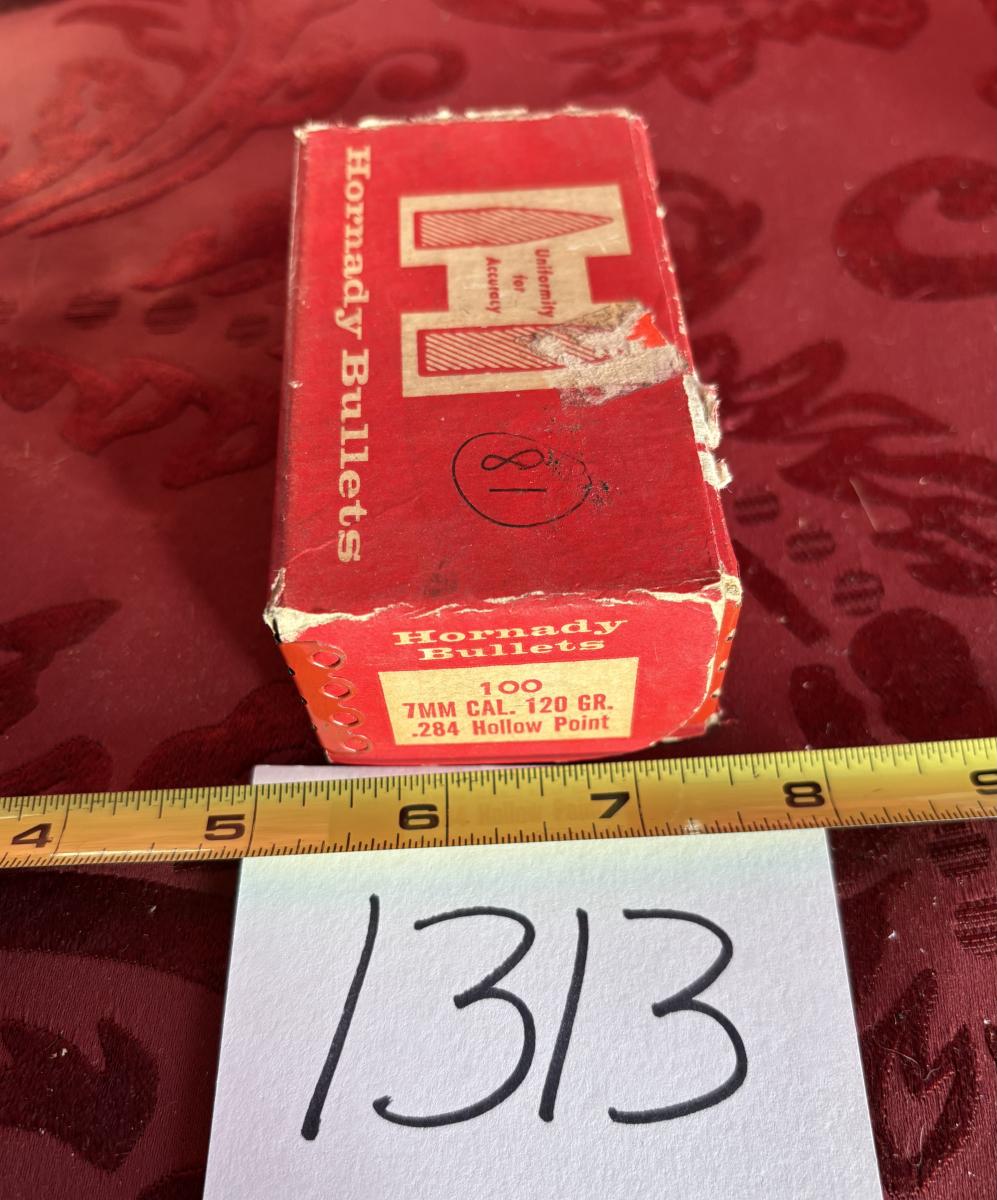 Hornady Bullets
Uniformity
for
Accuracy
18
Hornady
Bullets
100
7MM CAL. 120 GR.
.284 Hollow Point
4 5 6 7 8 9
1313